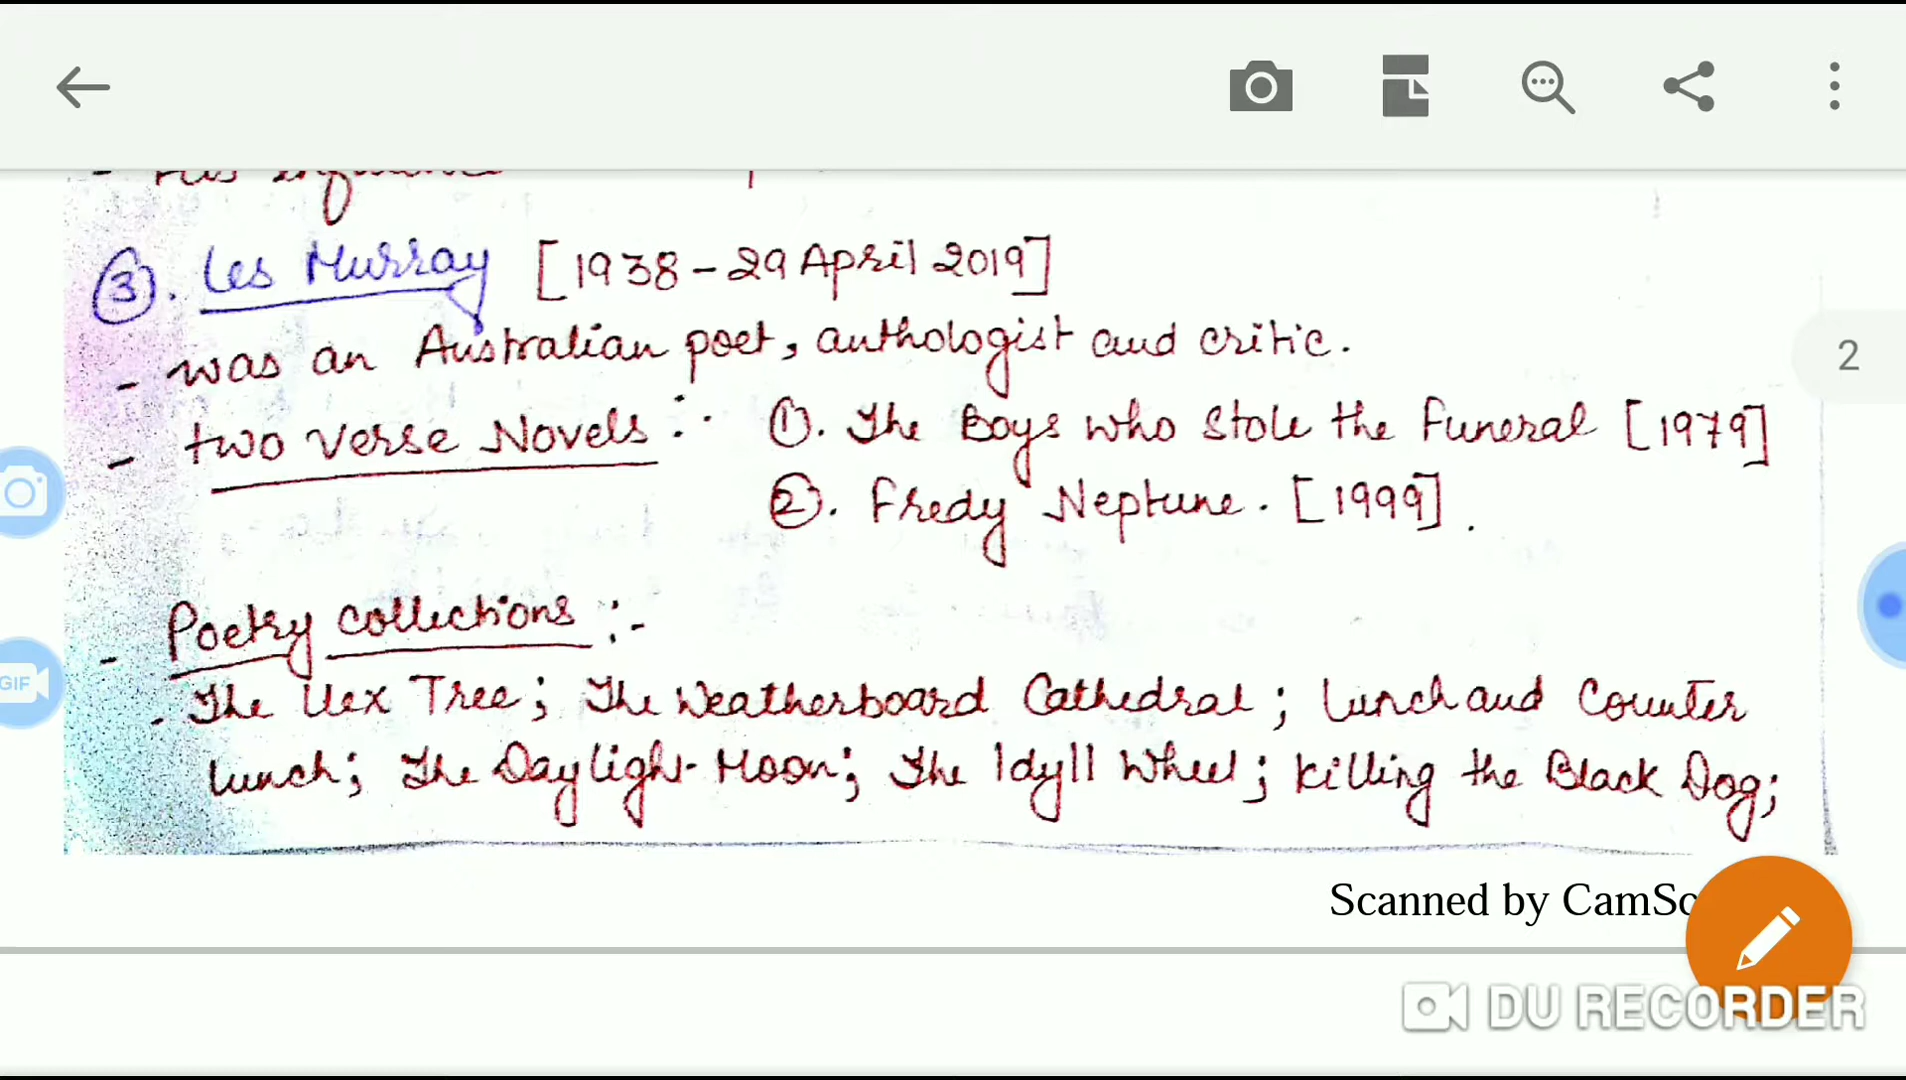 ③. Les Murray [1938 – 29 April 2019]
- was an Australian poet, anthologist and critic.
2
- two Verse Novels :- ①. The Boys who Stole the Funeral [1979]
②. Fredy Neptune. [1999].
GIF
- Poetry collections :-
. The Ilex Tree; The Weatherboard Cathedral; Lunch and Counter
lunch; The Daylight Moon; The Idyll Wheel; Killing the Black Dog;
Scanned by CamSc
DU RECORDER